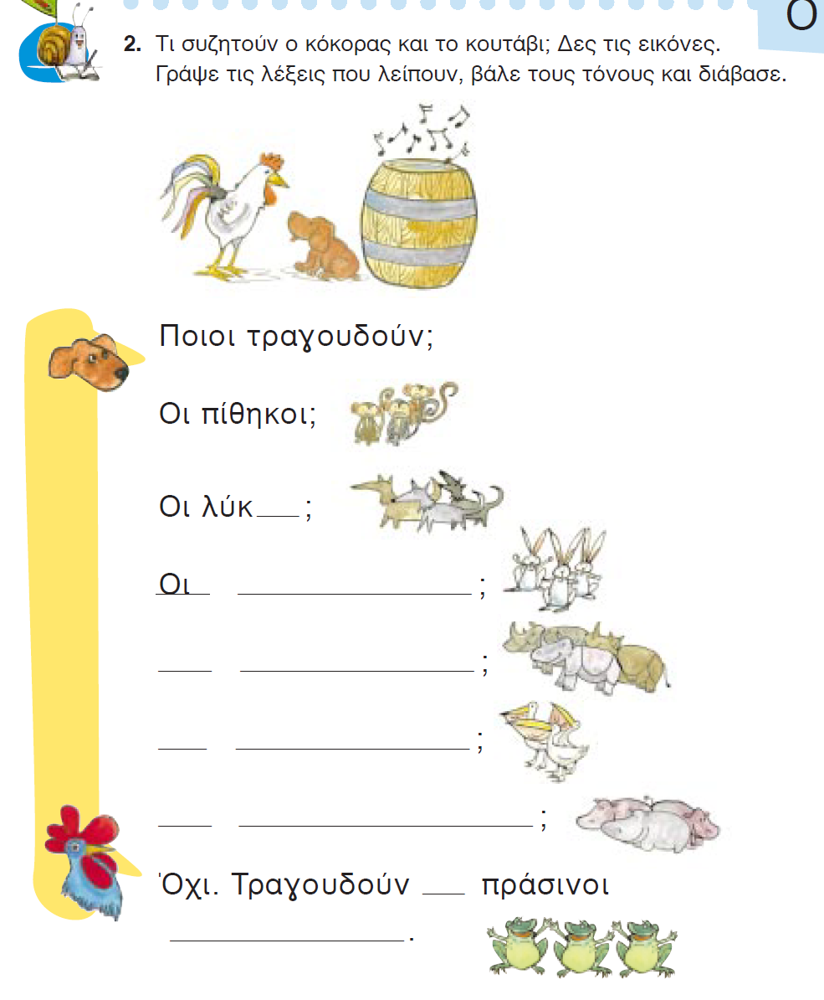 Ο
2. Τι συζητούν ο κόκορας και το κουτάβι; Δες τις εικόνες.
Γράψε τις λέξεις που λείπουν, βάλε τους τόνους και διάβασε.
Ποιοι τραγουδούν;
Οι πίθηκοι;
Οι λύκ___;
Οι ______________;
___ ______________;
___ ______________;
___ __________________;
Όχι. Τραγουδούν ___ πράσινοι
______________.